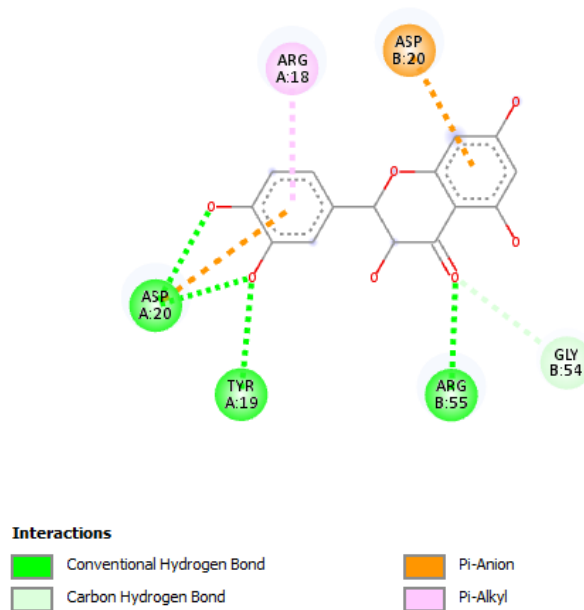 ASP
B:20
ARG
A:18
O
O
O
O
O
O
O
ASP
A:20
GLY
B:54
TYR
A:19
ARG
B:55
Interactions
Conventional Hydrogen Bond
Pi-Anion
Carbon Hydrogen Bond
Pi-Alkyl